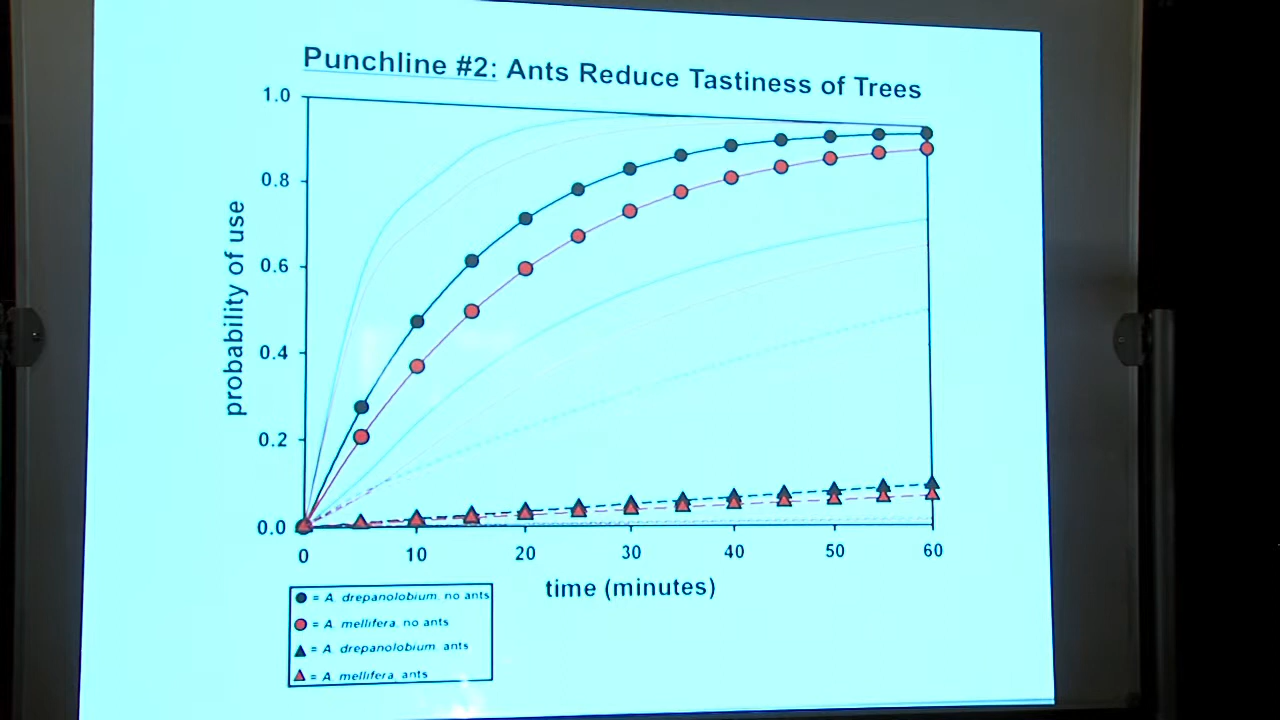 Punchline #2: Ants Reduce Tastiness of Trees
1.0
0.8
0.6
0.4
0.2
0.0
probability of use
0 10 20 30 40 50 60
time (minutes)
= A. drepanolobium, no ants
= A. mellifera, no ants
= A. drepanolobium, ants
= A. mellifera, ants